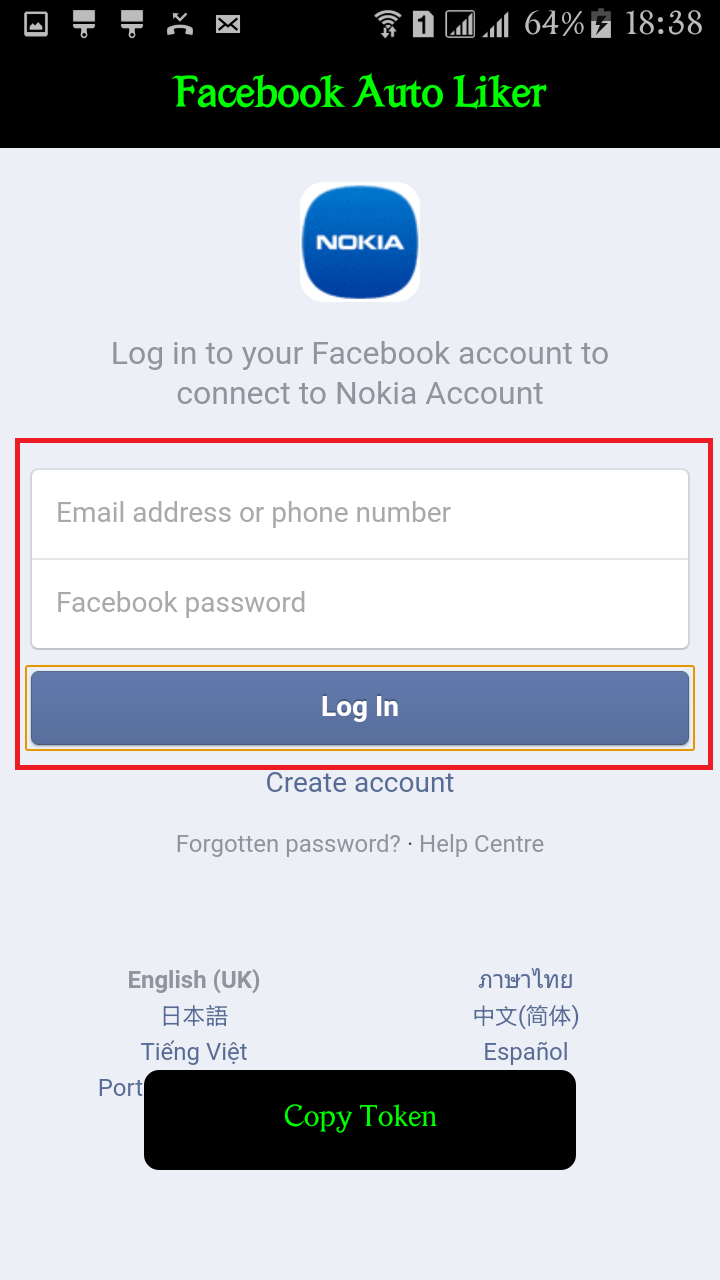 64% 18:38
Facebook Auto Liker
NOKIA
Log in to your Facebook account to
connect to Nokia Account
Email address or phone number
Facebook password
Log In
Create account
Forgotten password? · Help Centre
English (UK) ภาษาไทย
日本語 中文(简体)
Tiếng Việt Español
Port
Copy Token